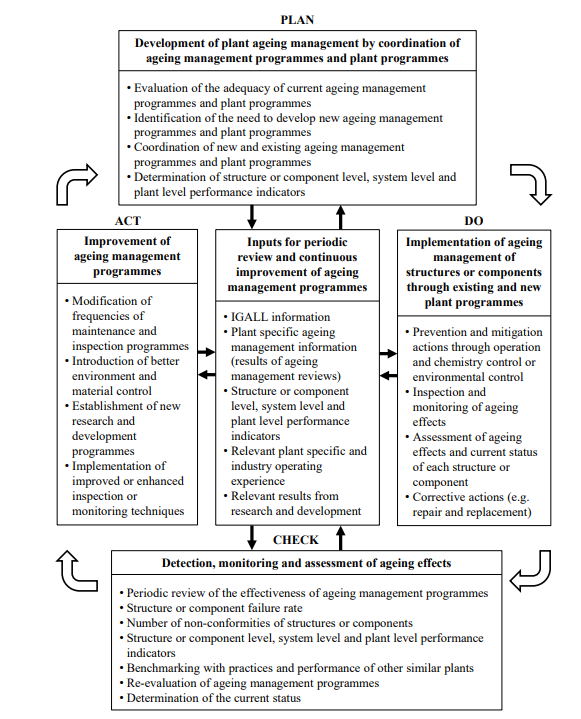 PLAN
Development of plant ageing management by coordination of
ageing management programmes and plant programmes
• Evaluation of the adequacy of current ageing management
programmes and plant programmes
• Identification of the need to develop new ageing management
programmes and plant programmes
• Coordination of new and existing ageing management
programmes and plant programmes
• Determination of structure or component level, system level and
plant level performance indicators
ACT
Improvement of
ageing management
programmes
• Modification of
frequencies of
maintenance and
inspection programmes
• Introduction of better
environment and
material control
• Establishment of new
research and
development
programmes
• Implementation of
improved or enhanced
inspection or
monitoring techniques
Inputs for periodic
review and continuous
improvement of ageing
management programmes
• IGALL information
• Plant specific ageing
management information
(results of ageing
management reviews)
• Structure or component
level, system level and
plant level performance
indicators
• Relevant plant specific and
industry operating
experience
• Relevant results from
research and development
DO
Implementation of ageing
management of
structures or components
through existing and new
plant programmes
• Prevention and mitigation
actions through operation
and chemistry control or
environmental control
• Inspection and
monitoring of ageing
effects
• Assessment of ageing
effects and current status
of each structure or
component
• Corrective actions (e.g.
repair and replacement)
CHECK
Detection, monitoring and assessment of ageing effects
• Periodic review of the effectiveness of ageing management programmes
• Structure or component failure rate
• Number of non-conformities of structures or components
• Structure or component level, system level and plant level performance
indicators
• Benchmarking with practices and performance of other similar plants
• Re-evaluation of ageing management programmes
• Determination of the current status